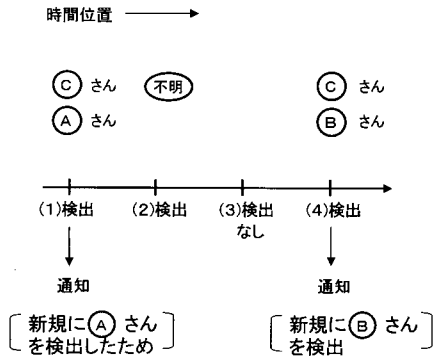 時間位置
C さん 不明 C さん
A さん B さん
(1)検出 (2)検出 (3)検出 (4)検出
なし
通知 通知
新規に A さん 新規に B さん
を検出したため を検出